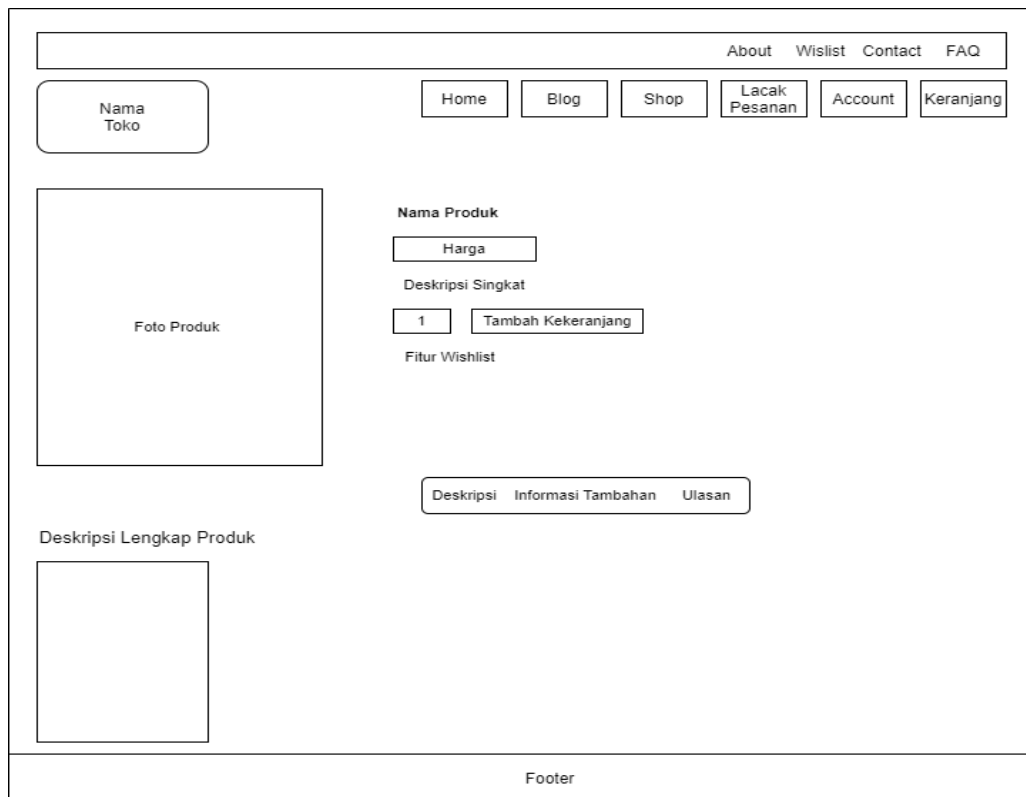 About Wislist Contact FAQ
Nama
Toko
Home Blog Shop Lacak
Pesanan Account Keranjang
Foto Produk
Nama Produk
Harga
Deskripsi Singkat
1 Tambah Kekeranjang
Fitur Wishlist
Deskripsi Informasi Tambahan Ulasan
Deskripsi Lengkap Produk
Footer